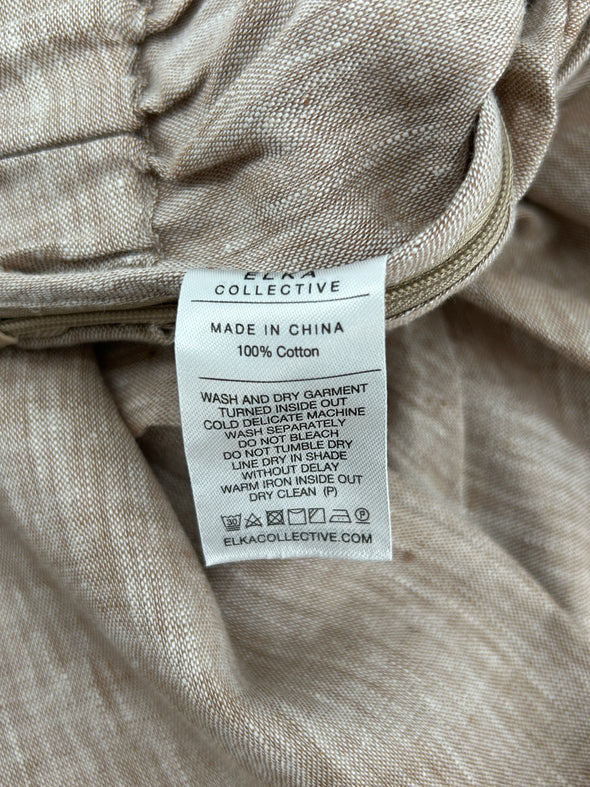 ELKA
COLLECTIVE
MADE IN CHINA
100% Cotton
WASH AND DRY GARMENT
TURNED INSIDE OUT
COLD DELICATE MACHINE
WASH SEPARATELY
DO NOT BLEACH
DO NOT TUMBLE DRY
LINE DRY IN SHADE
WITHOUT DELAY
WARM IRON INSIDE OUT
DRY CLEAN (P)
30 P
ELKACOLLECTIVE.COM